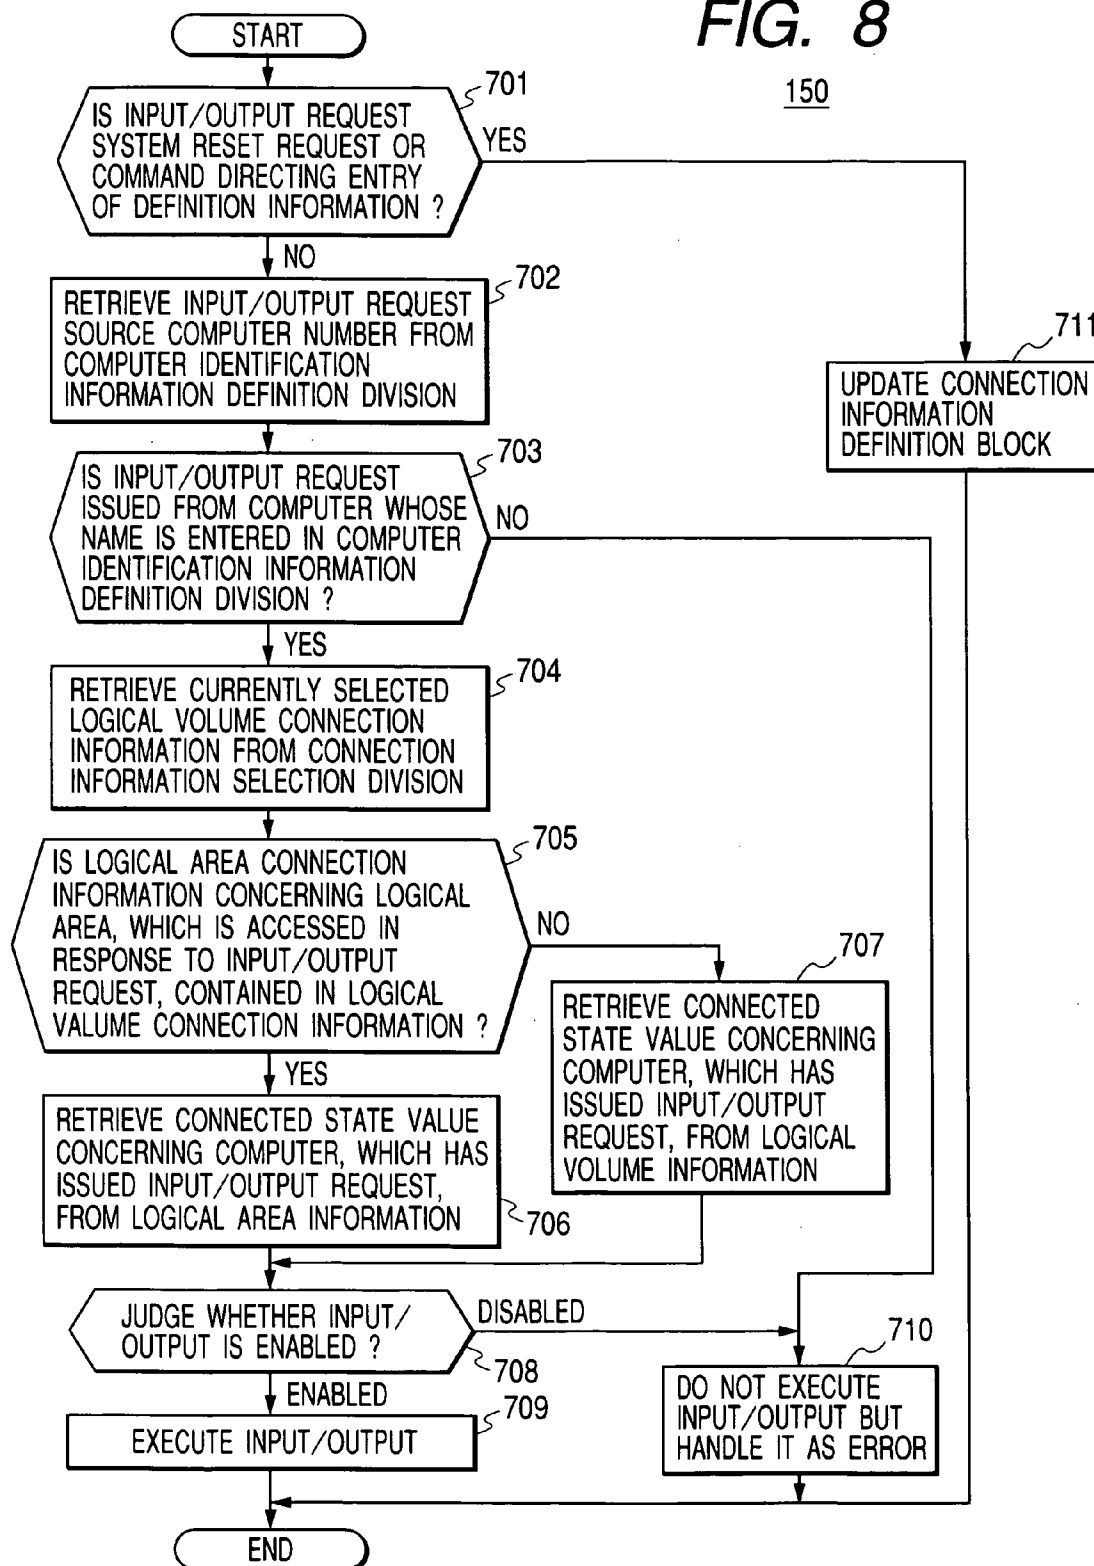 FIG. 8
150
START
701
IS INPUT/OUTPUT REQUEST
SYSTEM RESET REQUEST OR
COMMAND DIRECTING ENTRY
OF DEFINITION INFORMATION ?
YES
NO
702
RETRIEVE INPUT/OUTPUT REQUEST
SOURCE COMPUTER NUMBER FROM
COMPUTER IDENTIFICATION
INFORMATION DEFINITION DIVISION
711
UPDATE CONNECTION
INFORMATION
DEFINITION BLOCK
703
IS INPUT/OUTPUT REQUEST
ISSUED FROM COMPUTER WHOSE
NAME IS ENTERED IN COMPUTER
IDENTIFICATION INFORMATION
DEFINITION DIVISION ?
NO
YES
704
RETRIEVE CURRENTLY SELECTED
LOGICAL VOLUME CONNECTION
INFORMATION FROM CONNECTION
INFORMATION SELECTION DIVISION
705
IS LOGICAL AREA CONNECTION
INFORMATION CONCERNING LOGICAL
AREA, WHICH IS ACCESSED IN
RESPONSE TO INPUT/OUTPUT
REQUEST, CONTAINED IN LOGICAL
VALUME CONNECTION INFORMATION ?
NO
YES
707
RETRIEVE CONNECTED
STATE VALUE CONCERNING
COMPUTER, WHICH HAS
ISSUED INPUT/OUTPUT
REQUEST, FROM LOGICAL
VOLUME INFORMATION
RETRIEVE CONNECTED STATE VALUE
CONCERNING COMPUTER, WHICH HAS
ISSUED INPUT/OUTPUT REQUEST,
FROM LOGICAL AREA INFORMATION
706
JUDGE WHETHER INPUT/
OUTPUT IS ENABLED ?
DISABLED
708
ENABLED
710
DO NOT EXECUTE
INPUT/OUTPUT BUT
HANDLE IT AS ERROR
709
EXECUTE INPUT/OUTPUT
END